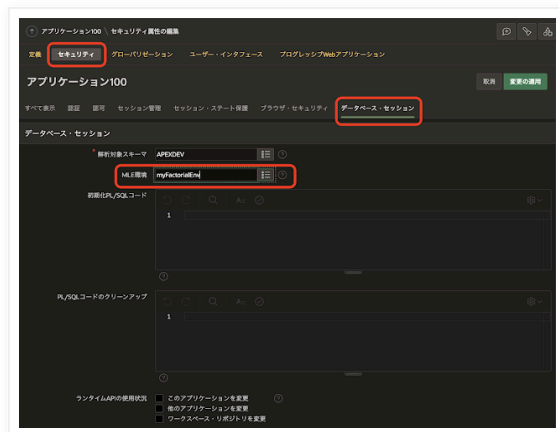 アプリケーション100 \ セキュリティ属性の編集
定義 セキュリティ グローバリゼーション ユーザー・インタフェース プログレッシブWebアプリケーション
アプリケーション100
取消 変更の適用
すべて表示 認証 認可 セッション管理 セッション・ステート保護 ブラウザ・セキュリティ データベース・セッション
データベース・セッション
* 解析対象スキーマ APEXDEV
MLE環境 myFactorialEnv
初期化PL/SQLコード
1
PL/SQLコードのクリーンアップ
1
ランタイムAPIの使用状況 このアプリケーションを変更
他のアプリケーションを変更
ワークスペース・リポジトリを変更